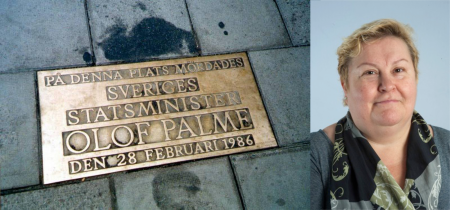 PÅ DENNA PLATS MÖRDADES
SVERIGES
STATSMINISTER
OLOF PALME
DEN 28 FEBRUARI 1986